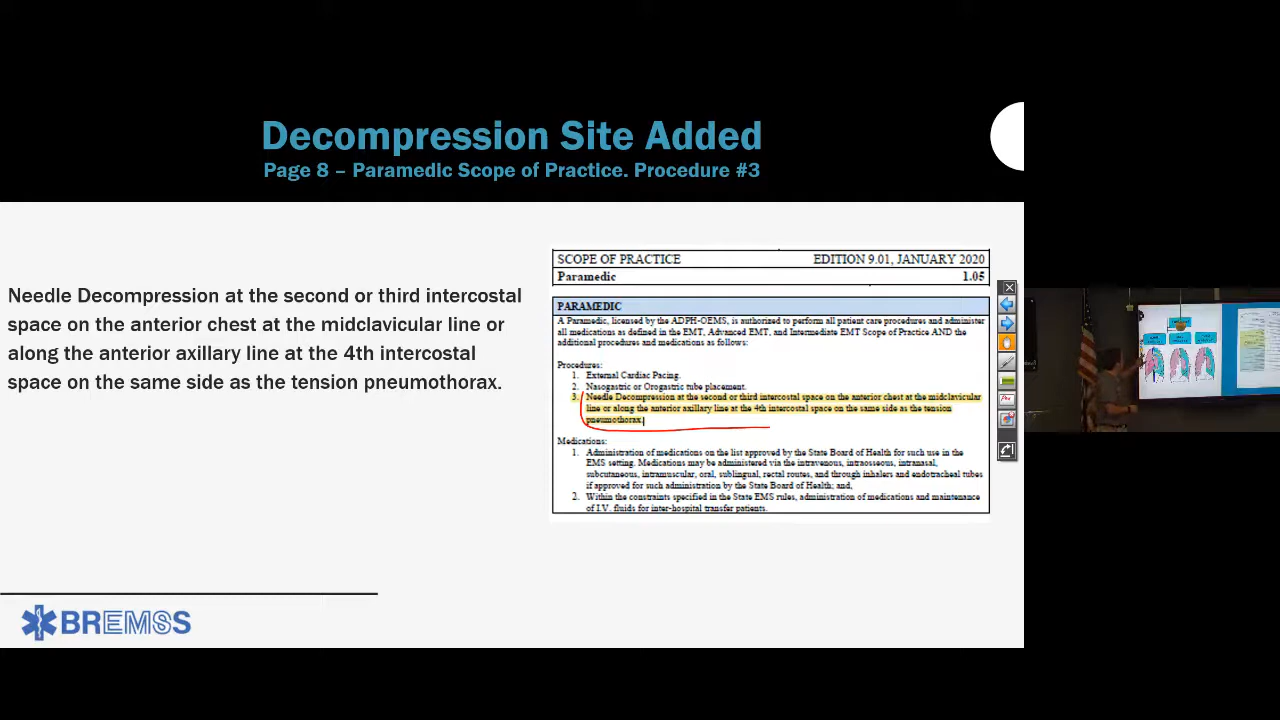 Decompression Site Added
Page 8 – Paramedic Scope of Practice. Procedure #3
Needle Decompression at the second or third intercostal
space on the anterior chest at the midclavicular line or
along the anterior axillary line at the 4th intercostal
space on the same side as the tension pneumothorax.
SCOPE OF PRACTICE EDITION 9.01, JANUARY 2020
Paramedic 1.05
PARAMEDIC
A Paramedic, licensed by the ADPH-OEMS, is authorized to perform all patient care procedures and administer
all medications as defined in the EMT, Advanced EMT, and Intermediate EMT Scope of Practice AND the
additional procedures and medications as follows:
Procedures:
1. External Cardiac Pacing.
2. Nasogastric or Orogastric tube placement.
3. Needle Decompression at the second or third intercostal space on the anterior chest at the midclavicular
line or along the anterior axillary line at the 4th intercostal space on the same side as the tension
pneumothorax.
Medications:
1. Administration of medications on the list approved by the State Board of Health for such use in the
EMS setting. Medications may be administered via the intravenous, intraosseous, intranasal,
subcutaneous, intramuscular, oral, sublingual, rectal routes, and through inhalers and endotracheal tubes
if approved for such administration by the State Board of Health; and,
2. Within the constraints specified in the State EMS rules, administration of medications and maintenance
of I.V. fluids for inter-hospital transfer patients.
BREMSS